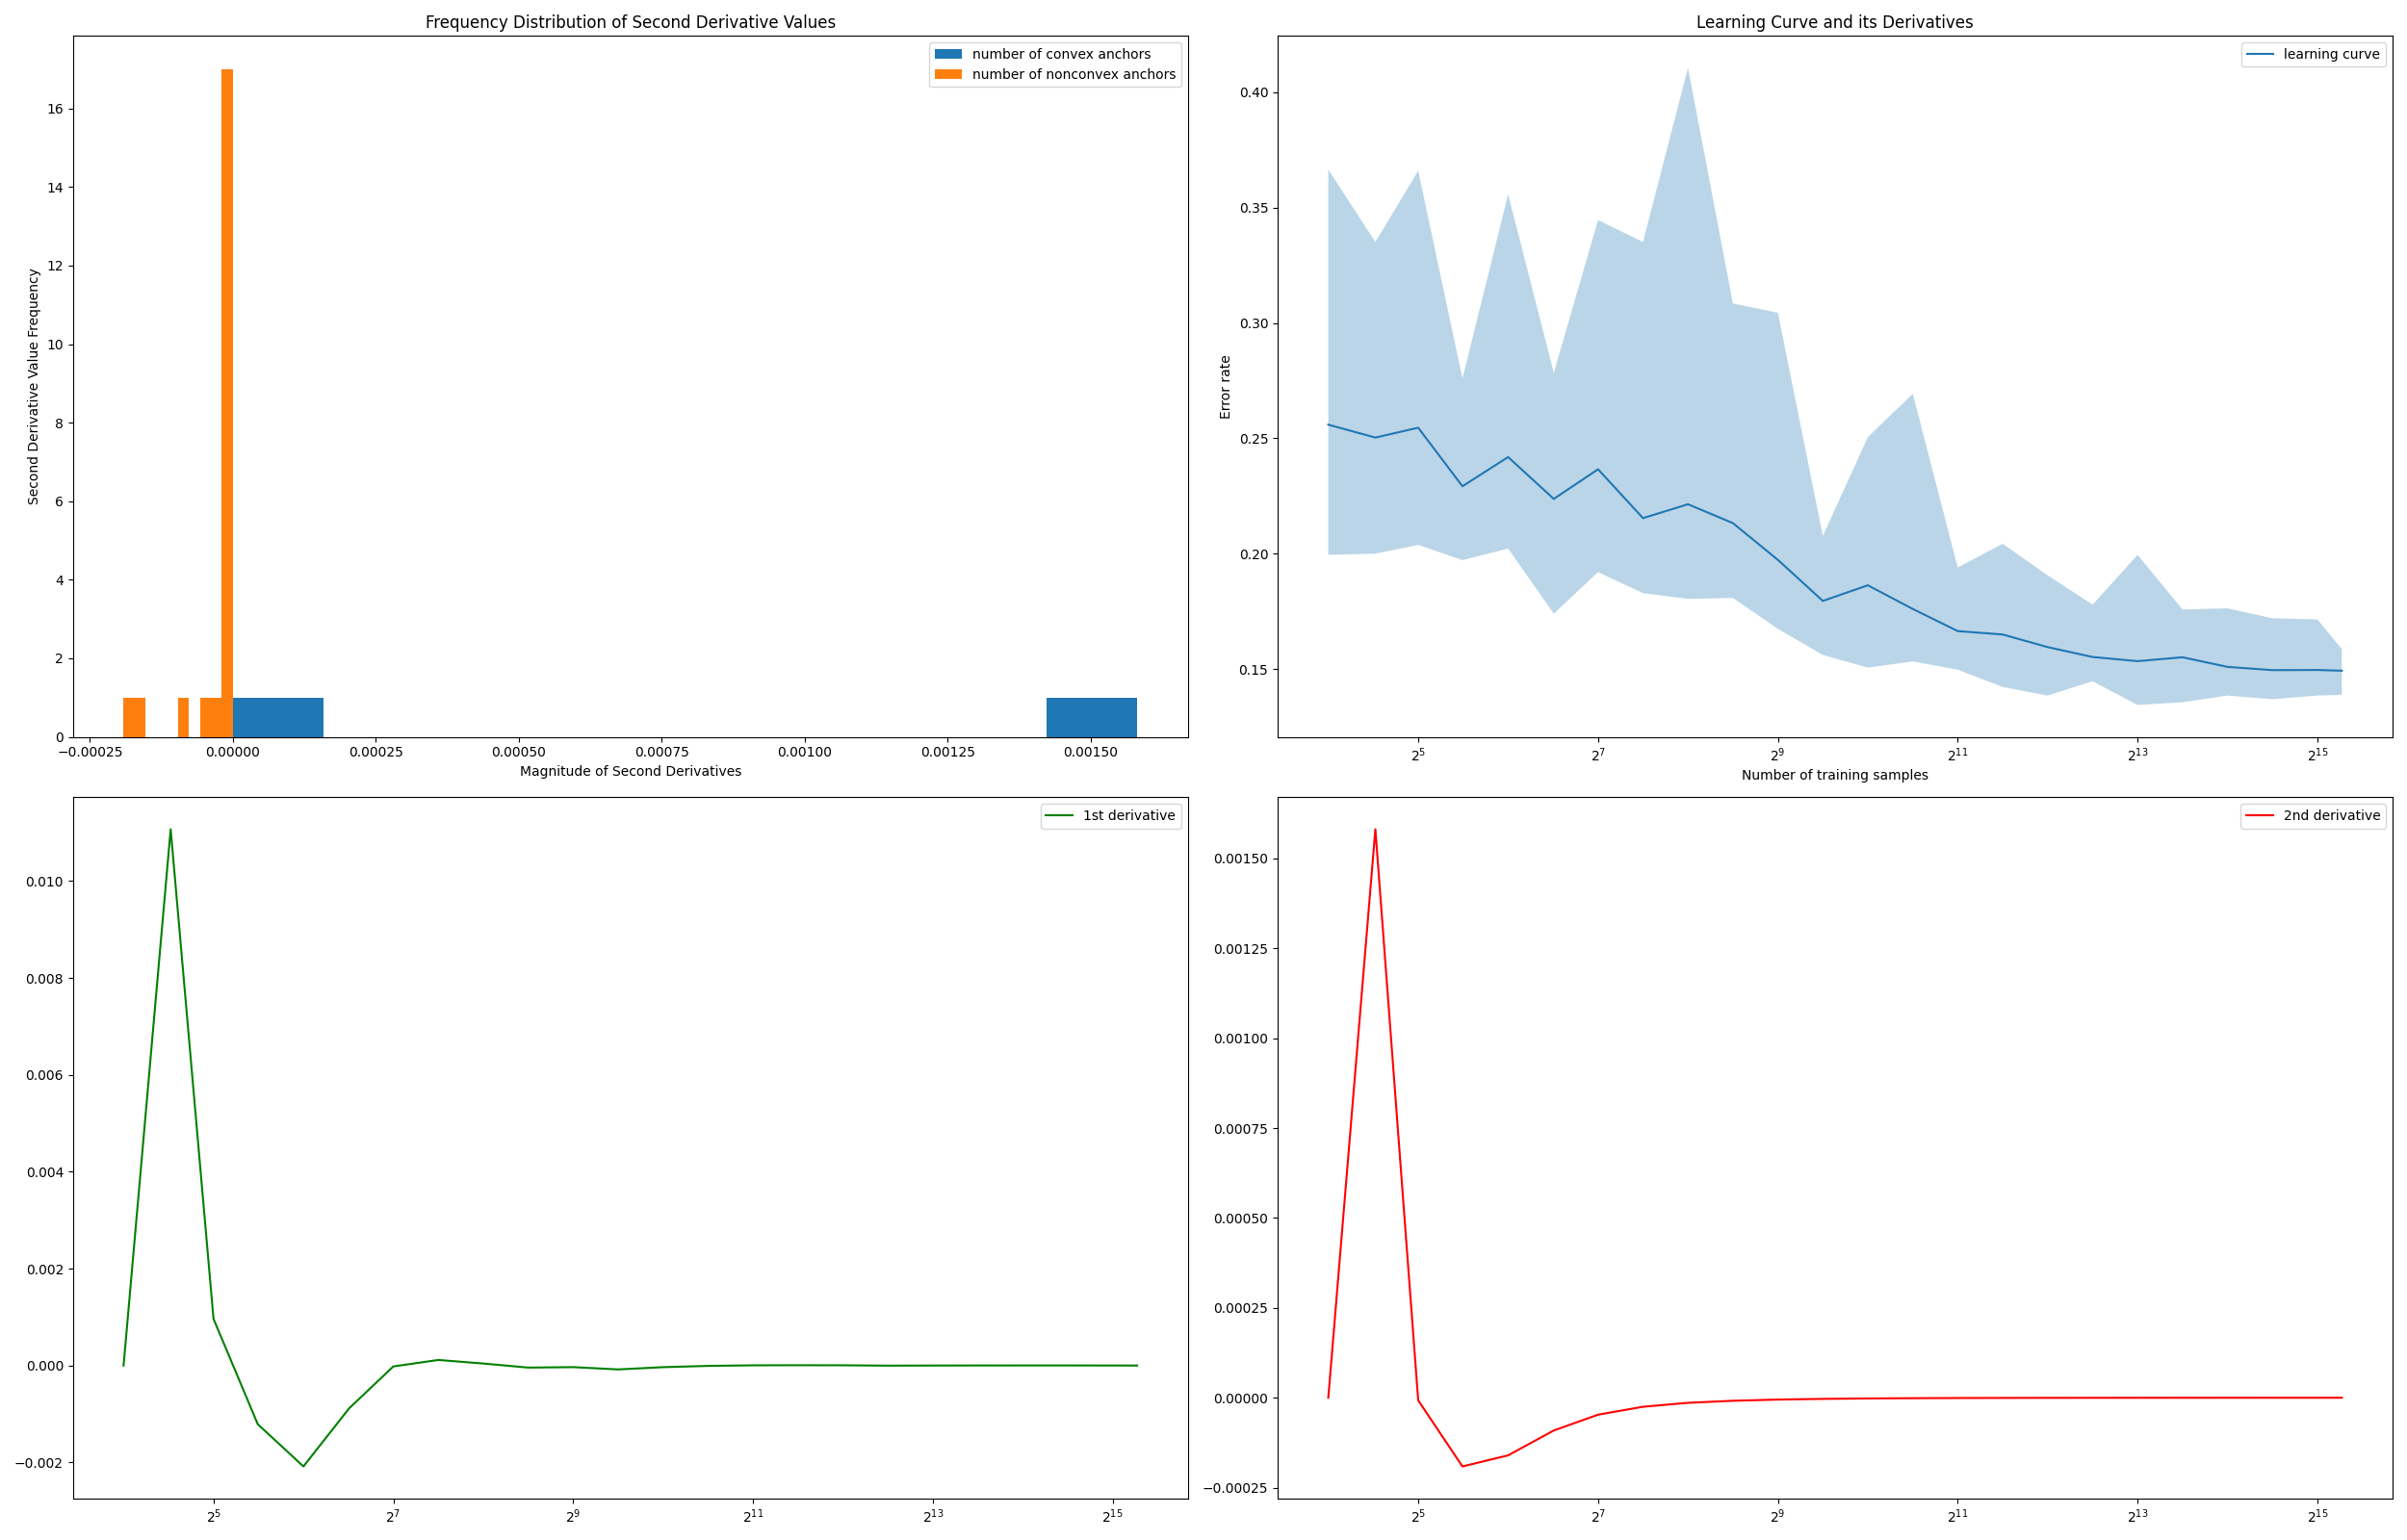 Frequency Distribution of Second Derivative Values
number of convex anchors
number of nonconvex anchors
Second Derivative Value Frequency
16
14
12
10
8
6
4
2
0
−0.00025 0.00000 0.00025 0.00050 0.00075 0.00100 0.00125 0.00150
Magnitude of Second Derivatives
Learning Curve and its Derivatives
learning curve
Error rate
0.40
0.35
0.30
0.25
0.20
0.15
2^5 2^7 2^9 2^11 2^13 2^15
Number of training samples
1st derivative
0.010
0.008
0.006
0.004
0.002
0.000
−0.002
2^5 2^7 2^9 2^11 2^13 2^15
2nd derivative
0.00150
0.00125
0.00100
0.00075
0.00050
0.00025
0.00000
−0.00025
2^5 2^7 2^9 2^11 2^13 2^15